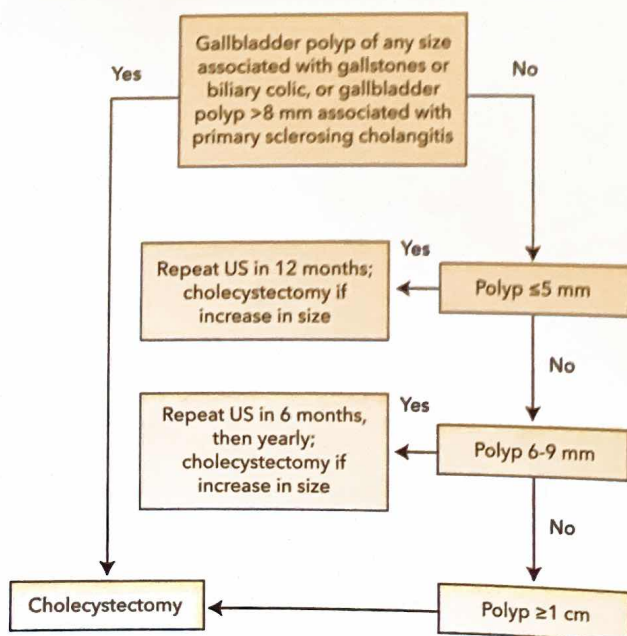 Gallbladder polyp of any size
associated with gallstones or
biliary colic, or gallbladder
polyp >8 mm associated with
primary sclerosing cholangitis
Yes
No
Repeat US in 12 months;
cholecystectomy if
increase in size
Yes
Polyp ≤5 mm
No
Repeat US in 6 months,
then yearly;
cholecystectomy if
increase in size
Yes
Polyp 6-9 mm
No
Cholecystectomy
Polyp ≥1 cm